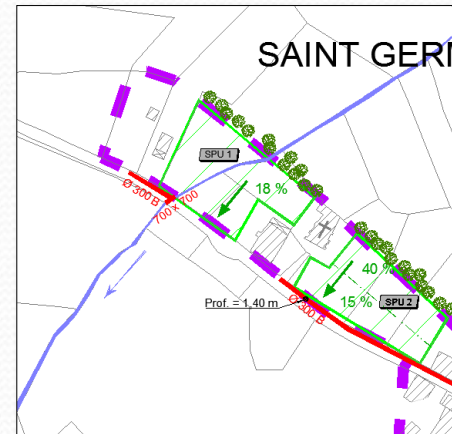 SAINT GERM
SPU 1
18 %
Ø 300 B
700 x 700
40 %
15 %
SPU 2
Prof. = 1,40 m
Ø 300 B